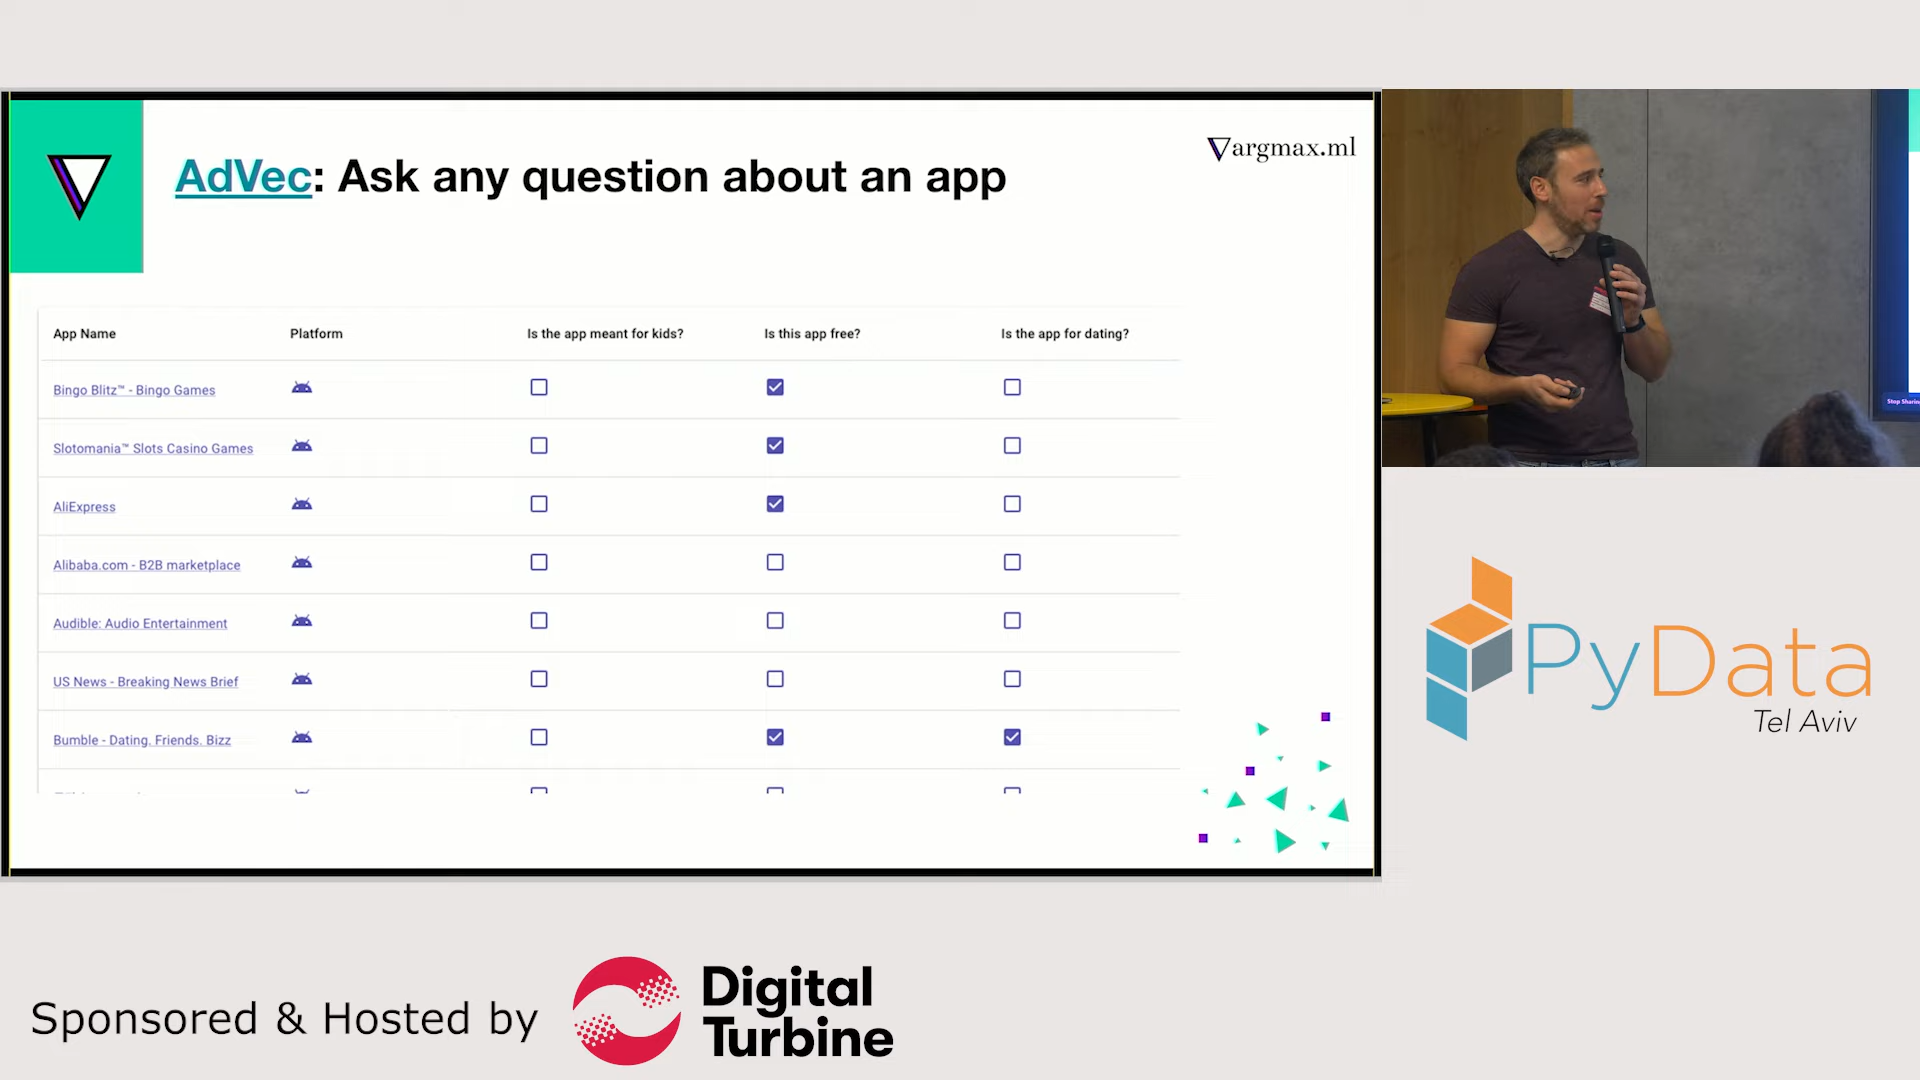 AdVec: Ask any question about an app
argmax.ml
App Name Platform Is the app meant for kids? Is this app free? Is the app for dating?
Bingo Blitz™ - Bingo Games
Slotomania™ Slots Casino Games
AliExpress
Alibaba.com - B2B marketplace
Audible: Audio Entertainment
US News - Breaking News Brief
Bumble - Dating. Friends. Bizz
Stop Sharin
PyData
Tel Aviv
Sponsored & Hosted by
Digital
Turbine